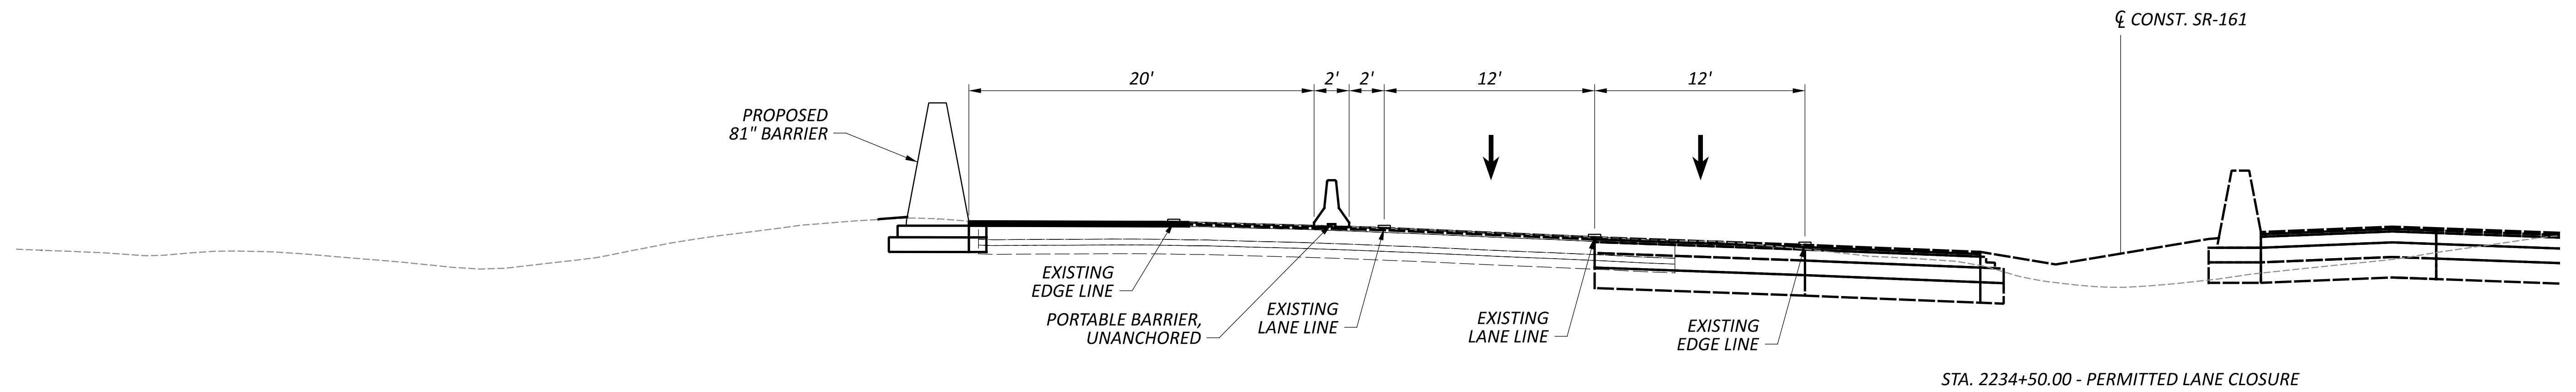 ℄ CONST. SR-161
20'
2'
2'
12'
12'
PROPOSED
81" BARRIER
EXISTING
EDGE LINE
PORTABLE BARRIER,
UNANCHORED
EXISTING
LANE LINE
EXISTING
LANE LINE
EXISTING
EDGE LINE
STA. 2234+50.00 - PERMITTED LANE CLOSURE